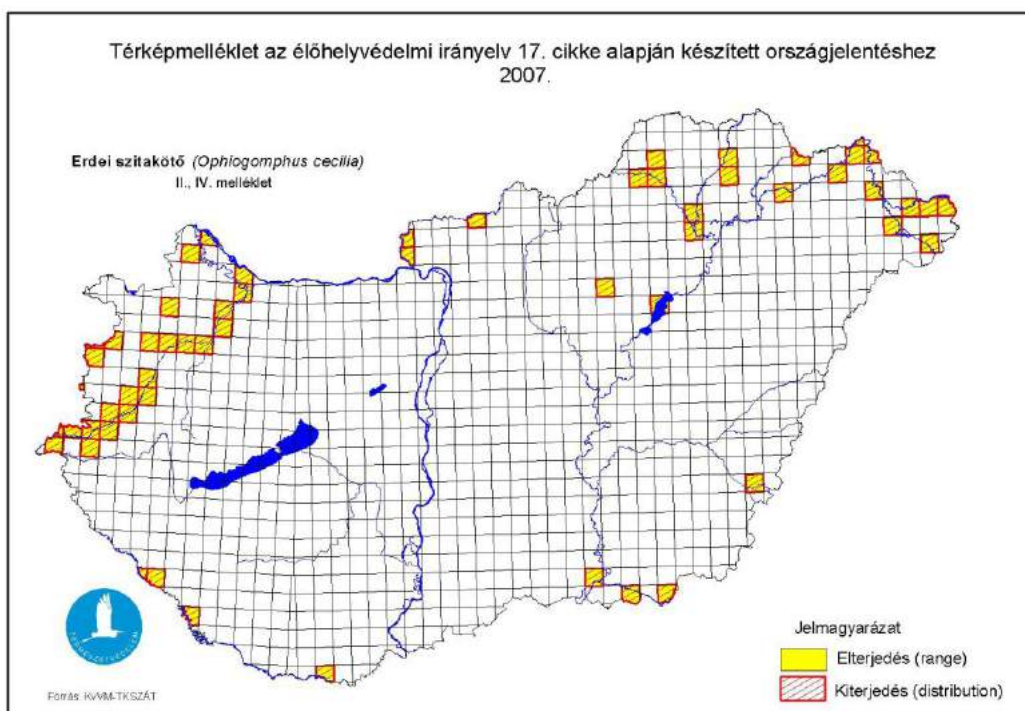 Térképmelléklet az élőhelyvédelmi irányelv 17. cikke alapján készített országjelentéshez
2007.
Erdei szitakötő (Ophiogomphus cecilia)
II., IV. melléklet
TERMÉSZETVÉDELEM
Jelmagyarázat
Elterjedés (range)
Kiterjedés (distribution)
Forrás: KVVM-TKSZÁT